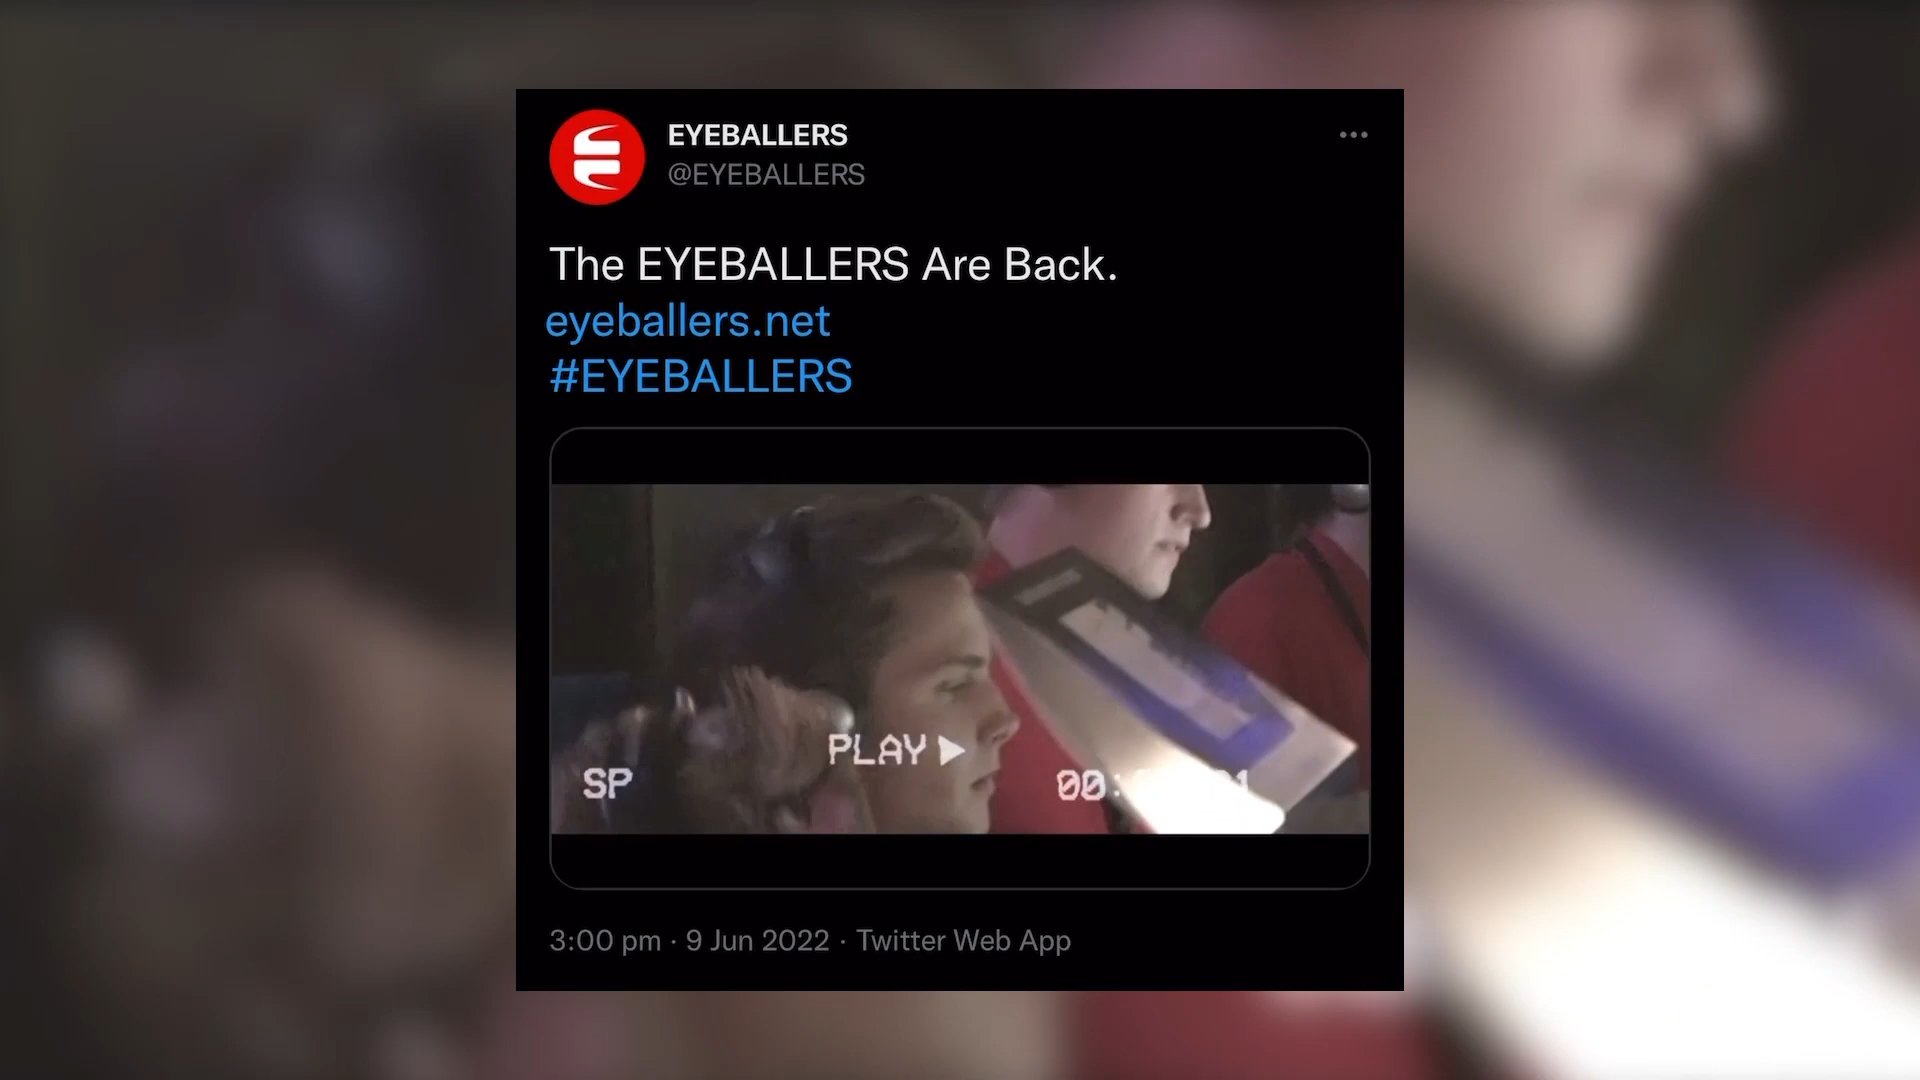 EYEBALLERS
@EYEBALLERS
The EYEBALLERS Are Back.
eyeballers.net
#EYEBALLERS
PLAY
SP
3:00 pm · 9 Jun 2022 · Twitter Web App